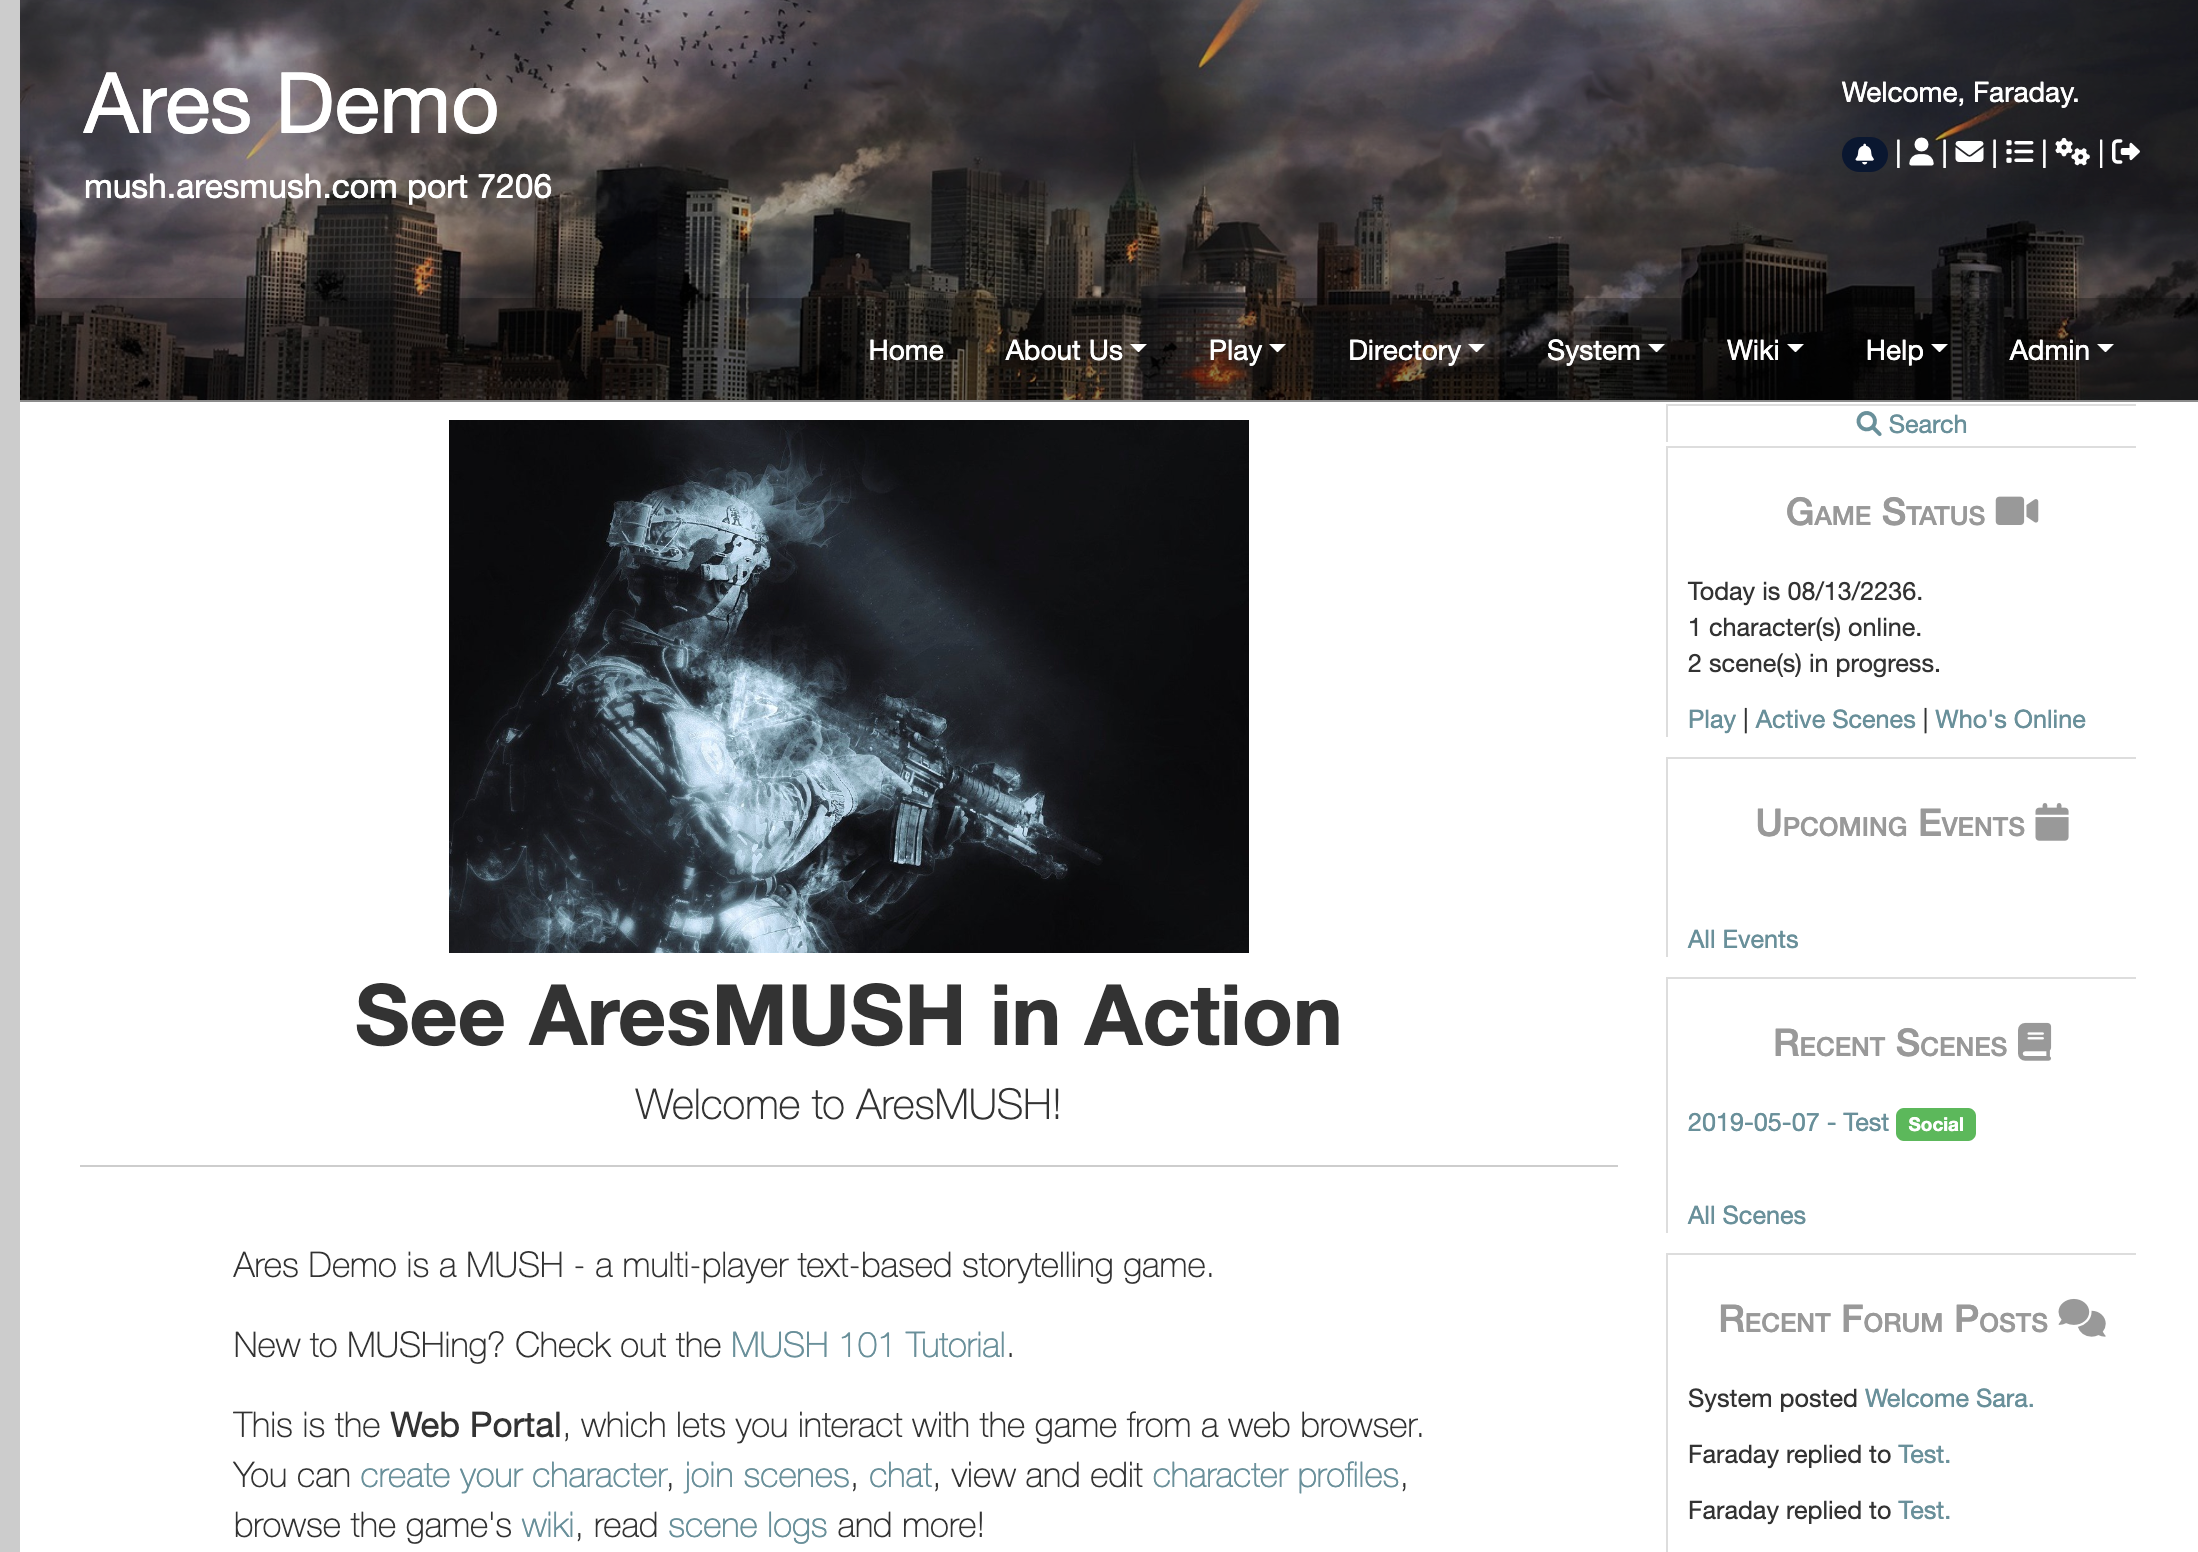 Ares Demo
mush.aresmush.com port 7206
Welcome, Faraday.
Home About Us Play Directory System Wiki Help Admin
See AresMUSH in Action
Welcome to AresMUSH!
Ares Demo is a MUSH - a multi-player text-based storytelling game.
New to MUSHing? Check out the MUSH 101 Tutorial.
This is the Web Portal, which lets you interact with the game from a web browser.
You can create your character, join scenes, chat, view and edit character profiles,
browse the game's wiki, read scene logs and more!
Search
Game Status
Today is 08/13/2236.
1 character(s) online.
2 scene(s) in progress.
Play | Active Scenes | Who's Online
Upcoming Events
All Events
Recent Scenes
2019-05-07 - Test Social
All Scenes
Recent Forum Posts
System posted Welcome Sara.
Faraday replied to Test.
Faraday replied to Test.